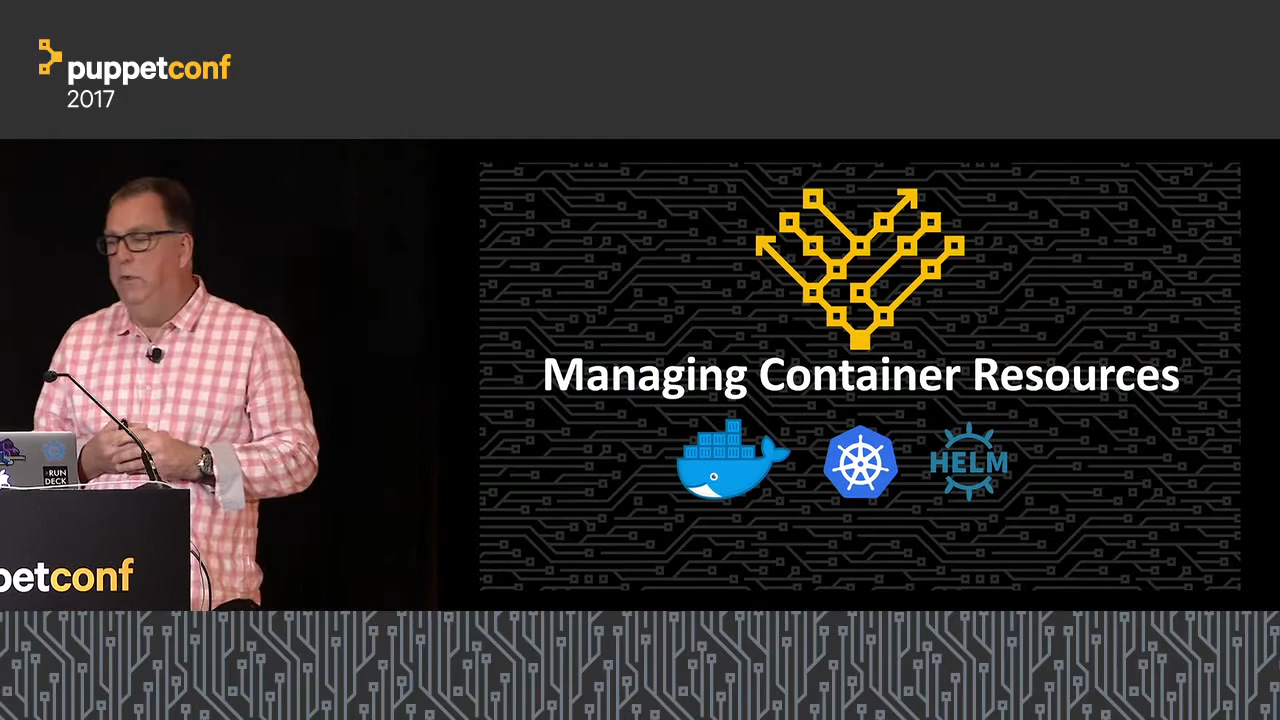 puppetconf
2017
Managing Container Resources
HELM
RUN
DECK
petconf